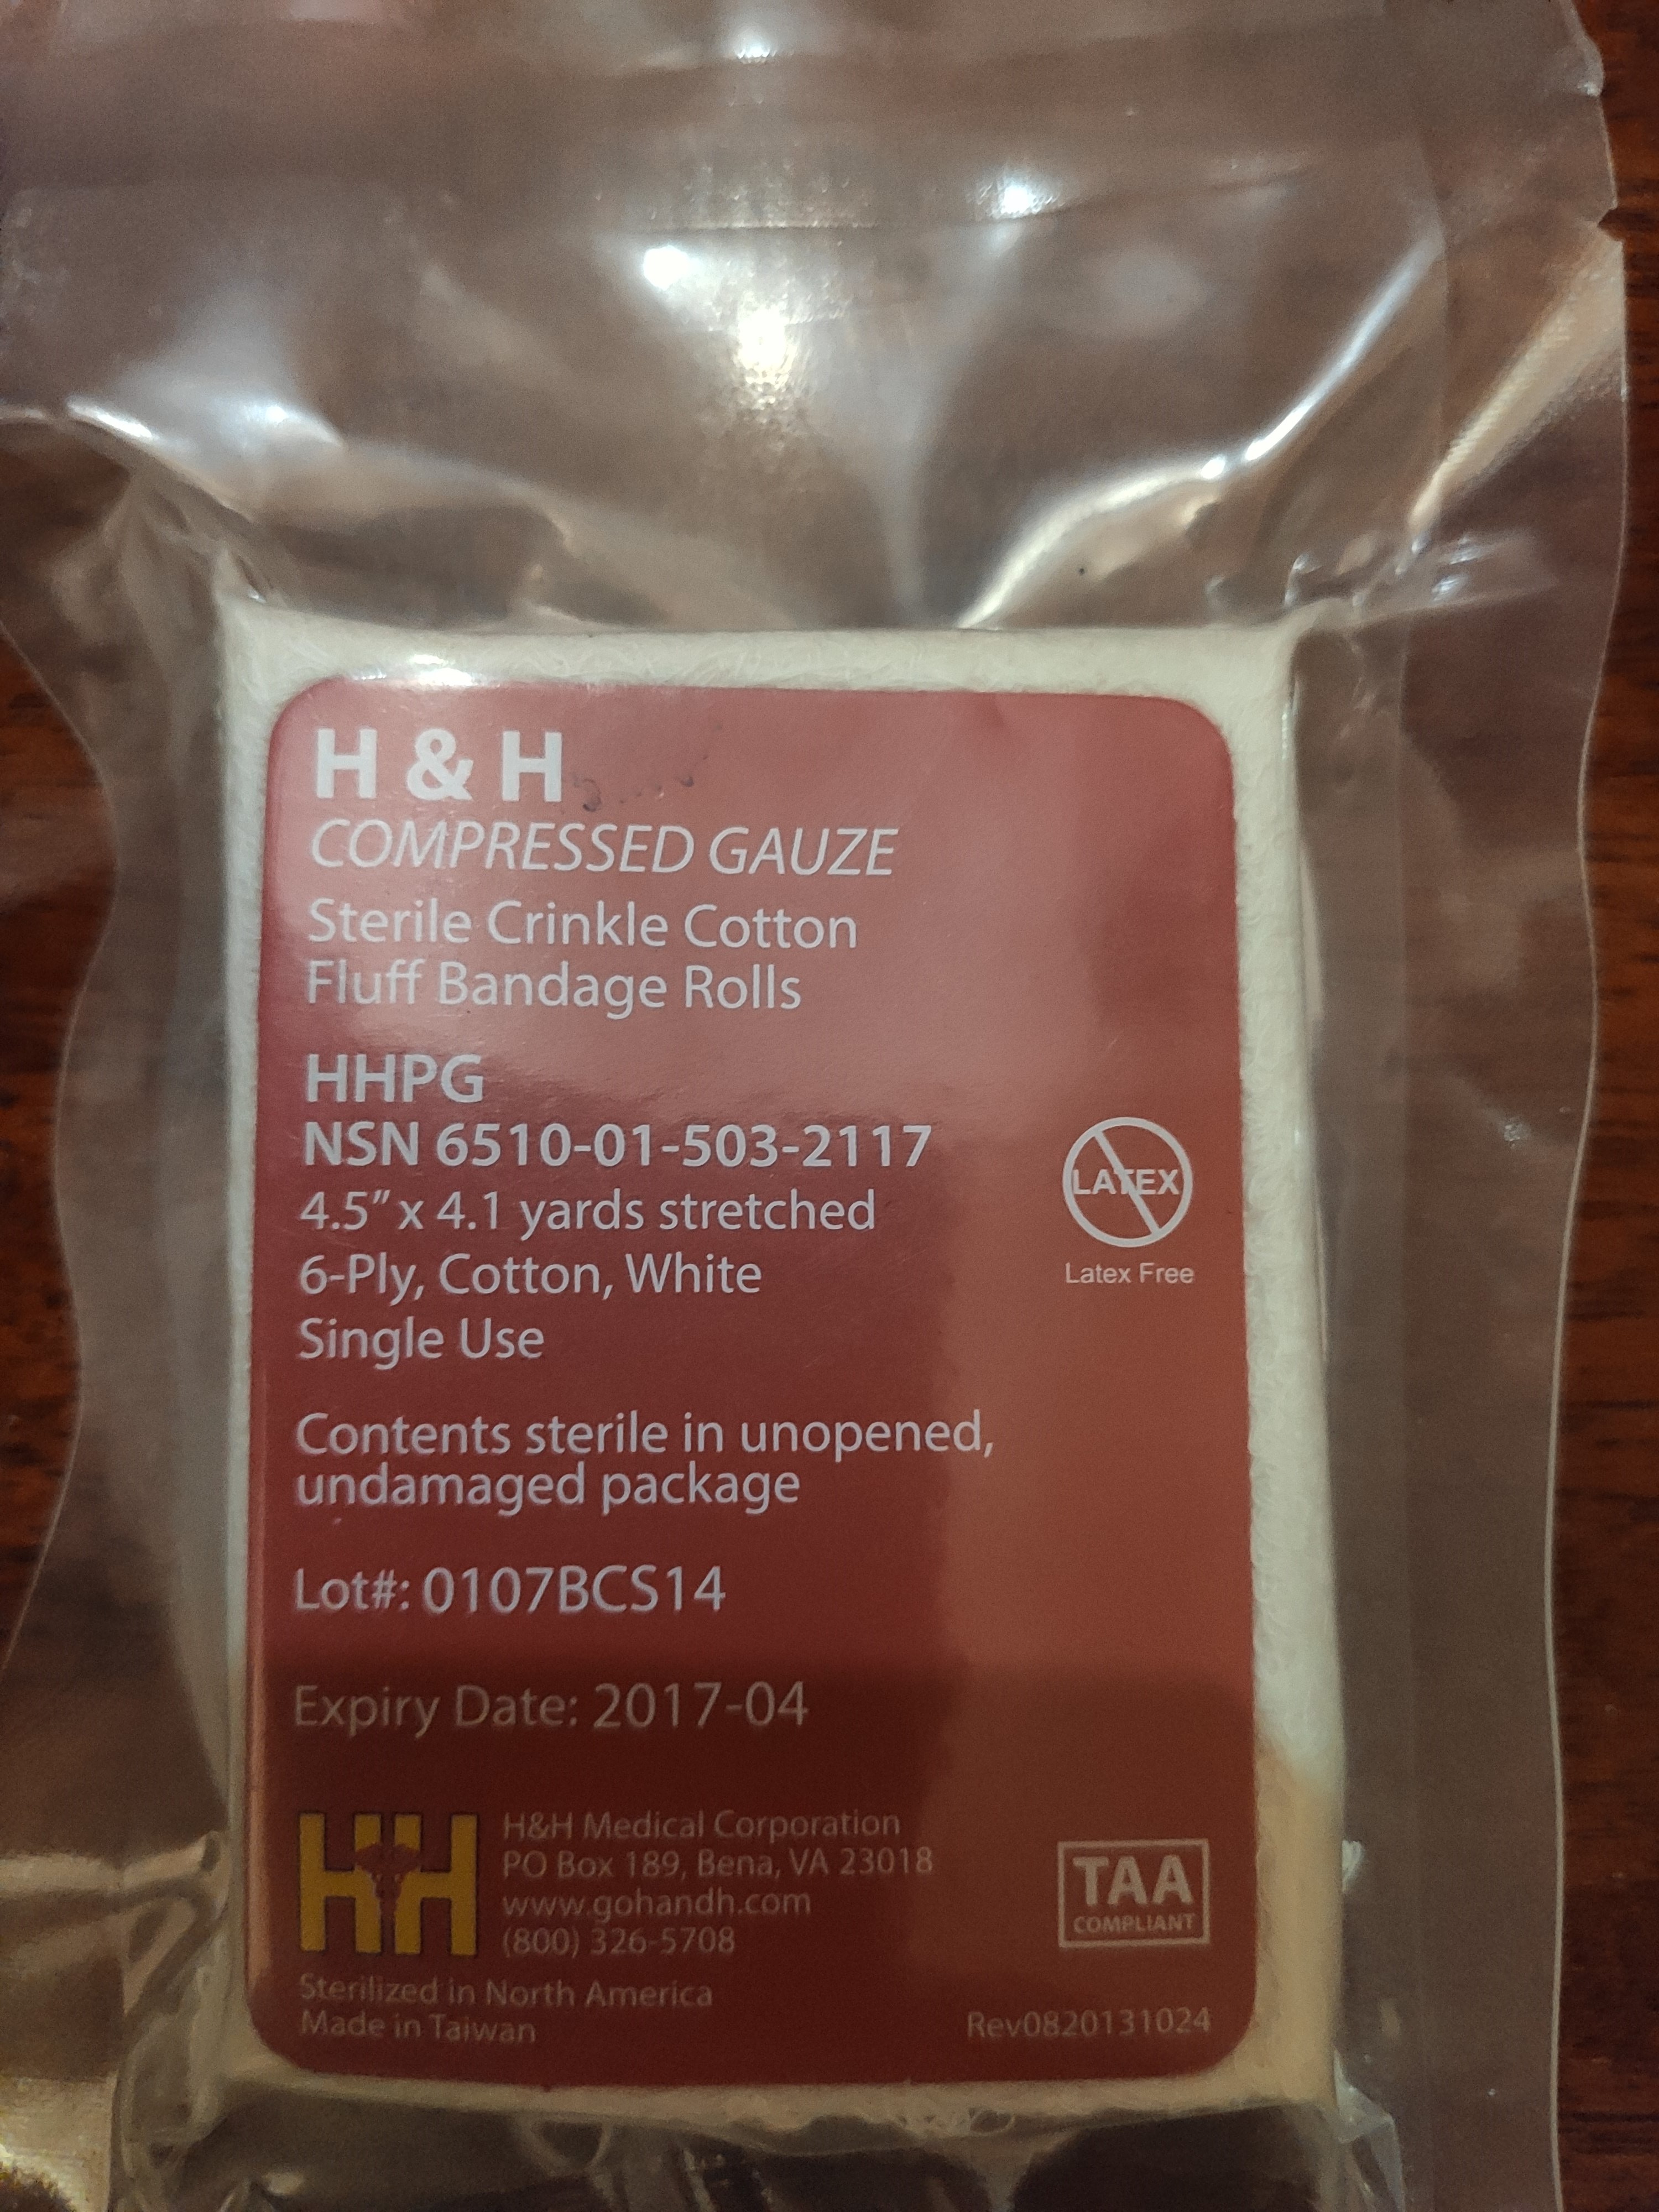 H & H
COMPRESSED GAUZE
Sterile Crinkle Cotton
Fluff Bandage Rolls
HHPG
NSN 6510-01-503-2117
4.5” x 4.1 yards stretched
6-Ply, Cotton, White
Single Use
LATEX
Latex Free
Contents sterile in unopened,
undamaged package
Lot#: 0107BCS14
Expiry Date: 2017-04
HH
H&H Medical Corporation
PO Box 189, Bena, VA 23018
www.gohandh.com
(800) 326-5708
TAA
COMPLIANT
Sterilized in North America
Made in Taiwan
Rev0820131024